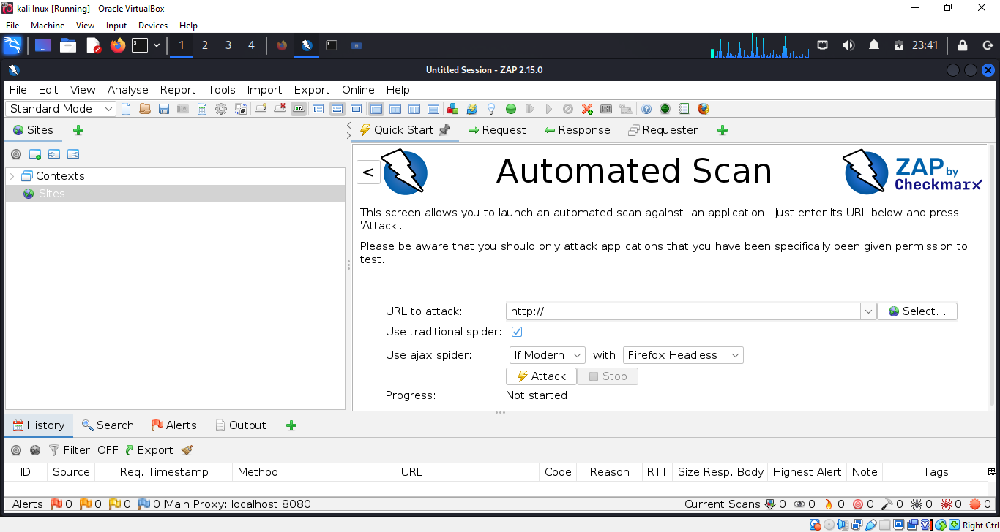 kali lnux [Running] - Oracle VirtualBox
File Machine View Input Devices Help
1 2 3 4 23:41
Untitled Session - ZAP 2.15.0
File Edit View Analyse Report Tools Import Export Online Help
Standard Mode
Sites
Quick Start Request Response Requester
<
Automated Scan
ZAP by
Checkmarx
Contexts
Sites
This screen allows you to launch an automated scan against an application - just enter its URL below and press
'Attack'.
Please be aware that you should only attack applications that you have been specifically been given permission to
test.
URL to attack: http:// Select...
Use traditional spider:
Use ajax spider: If Modern with Firefox Headless
Attack Stop
Progress: Not started
History Search Alerts Output
Filter: OFF Export
ID Source Req. Timestamp Method URL Code Reason RTT Size Resp. Body Highest Alert Note Tags
Alerts 0 0 0 0 Main Proxy: localhost:8080 Current Scans 0 0 0 0 0 0 0 0
Right Ctrl